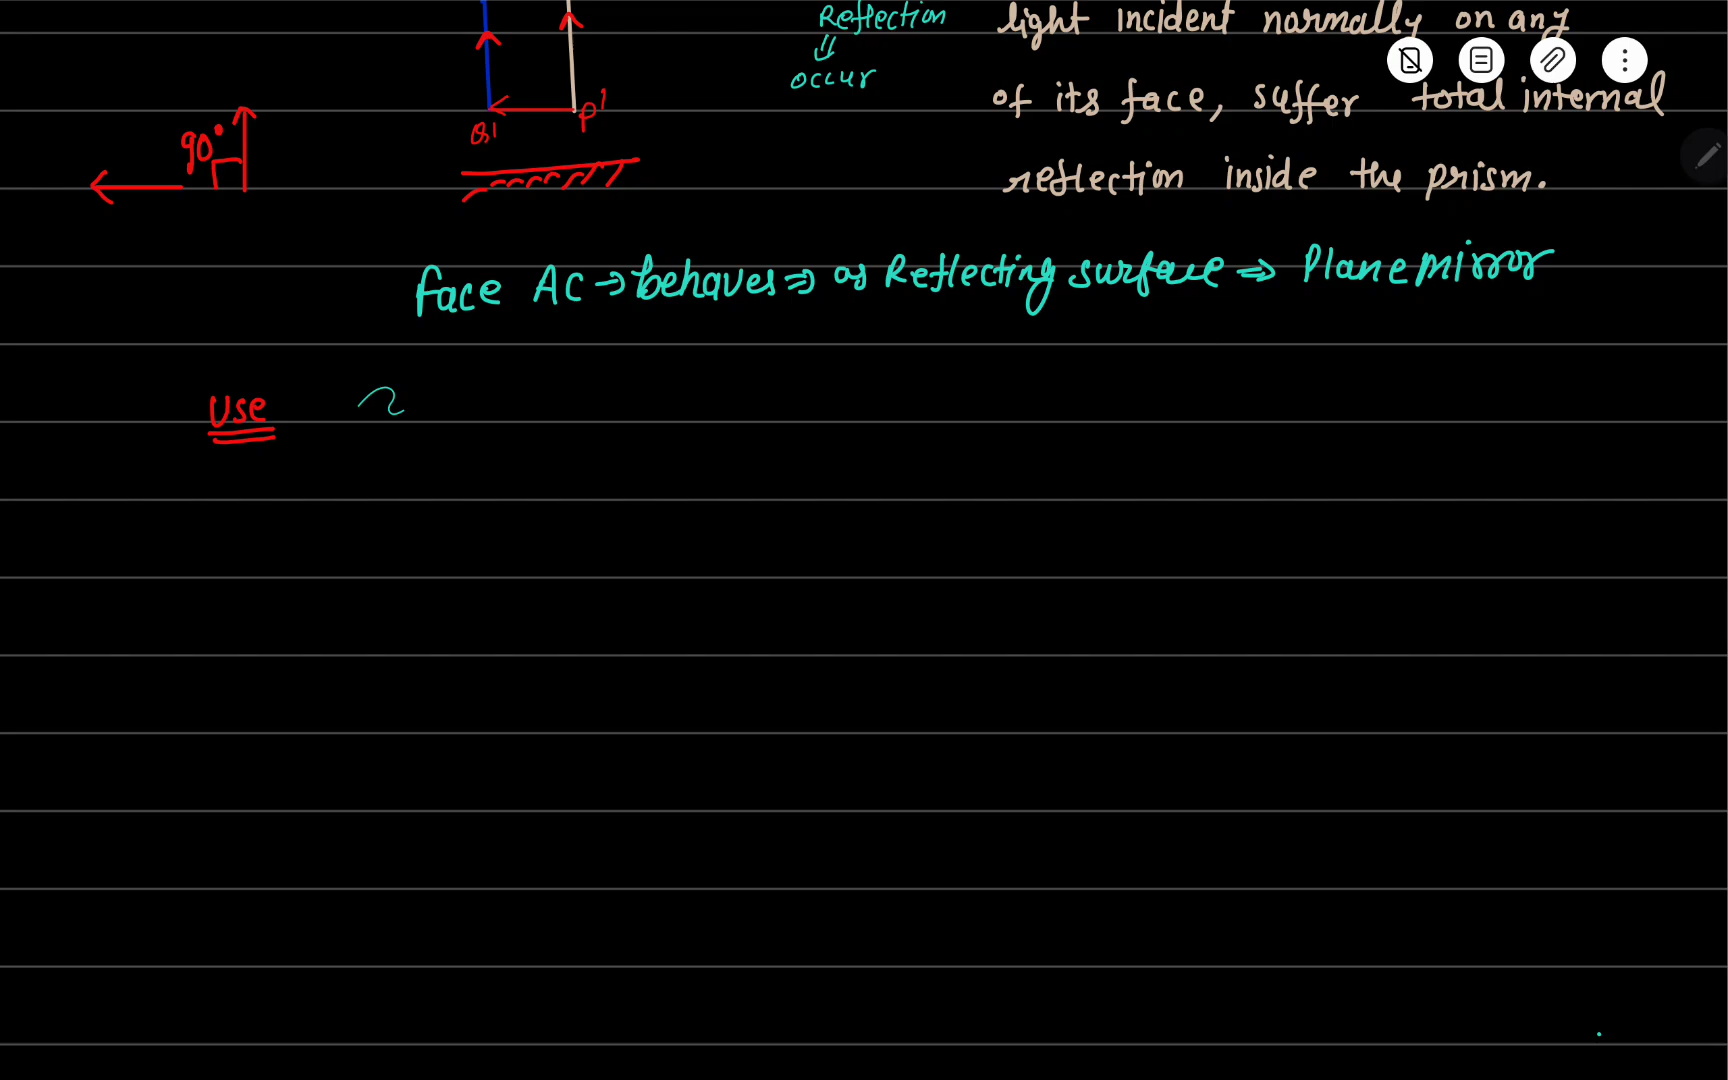 Reflection
⇓
occur
light incident normally on any
of its face, suffer total internal
reflection inside the prism.
Q' P'
90°
face AC → behaves ⇒ as Reflecting surface ⇒ Plane mirror
Use